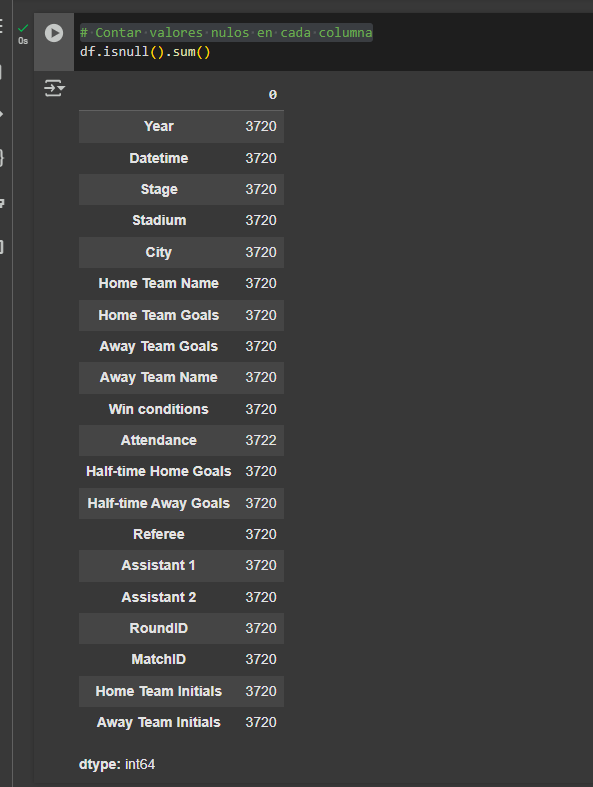 # Contar valores nulos en cada columna
0s
df.isnull().sum()
0
Year 3720
Datetime 3720
Stage 3720
Stadium 3720
City 3720
Home Team Name 3720
Home Team Goals 3720
Away Team Goals 3720
Away Team Name 3720
Win conditions 3720
Attendance 3722
Half-time Home Goals 3720
Half-time Away Goals 3720
Referee 3720
Assistant 1 3720
Assistant 2 3720
RoundID 3720
MatchID 3720
Home Team Initials 3720
Away Team Initials 3720
dtype: int64